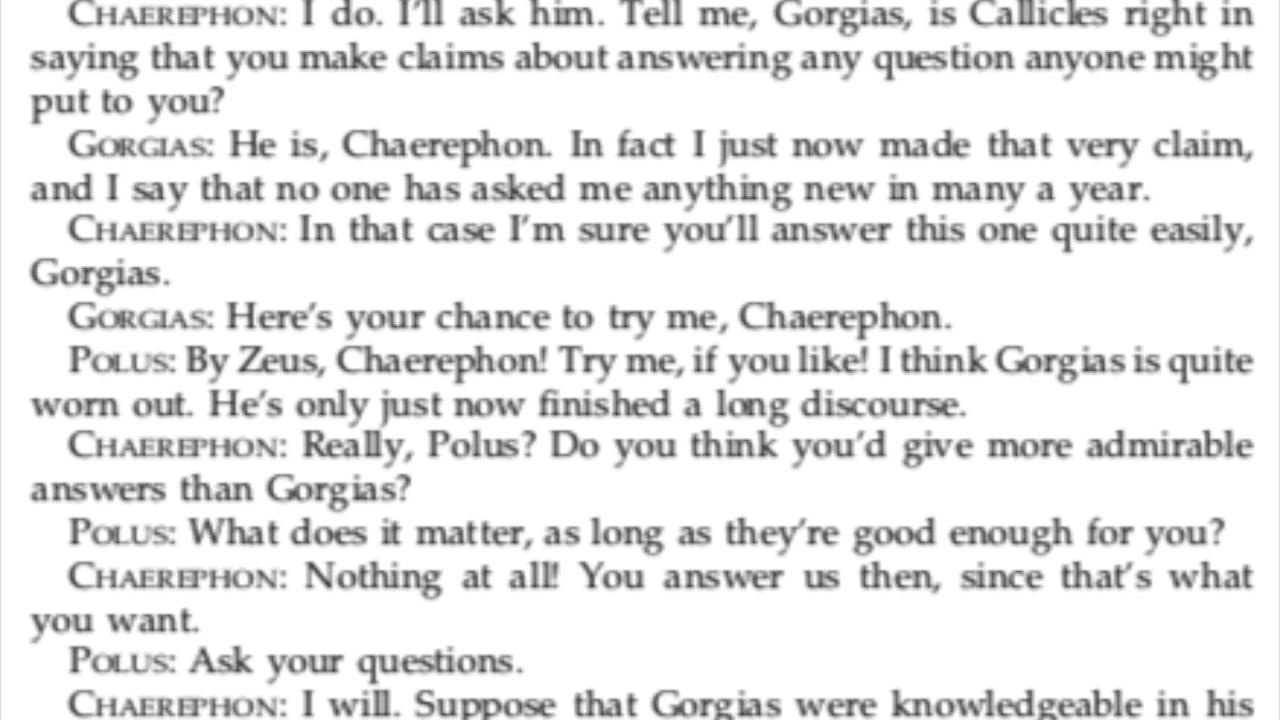 CHAEREPHON: I do. I'll ask him. Tell me, Gorgias, is Callicles right in
saying that you make claims about answering any question anyone might
put to you?
GORGIAS: He is, Chaerephon. In fact I just now made that very claim,
and I say that no one has asked me anything new in many a year.
CHAEREPHON: In that case I'm sure you'll answer this one quite easily,
Gorgias.
GORGIAS: Here's your chance to try me, Chaerephon.
POLUS: By Zeus, Chaerephon! Try me, if you like! I think Gorgias is quite
worn out. He's only just now finished a long discourse.
CHAEREPHON: Really, Polus? Do you think you'd give more admirable
answers than Gorgias?
POLUS: What does it matter, as long as they're good enough for you?
CHAEREPHON: Nothing at all! You answer us then, since that's what
you want.
POLUS: Ask your questions.
CHAEREPHON: I will. Suppose that Gorgias were knowledgeable in his